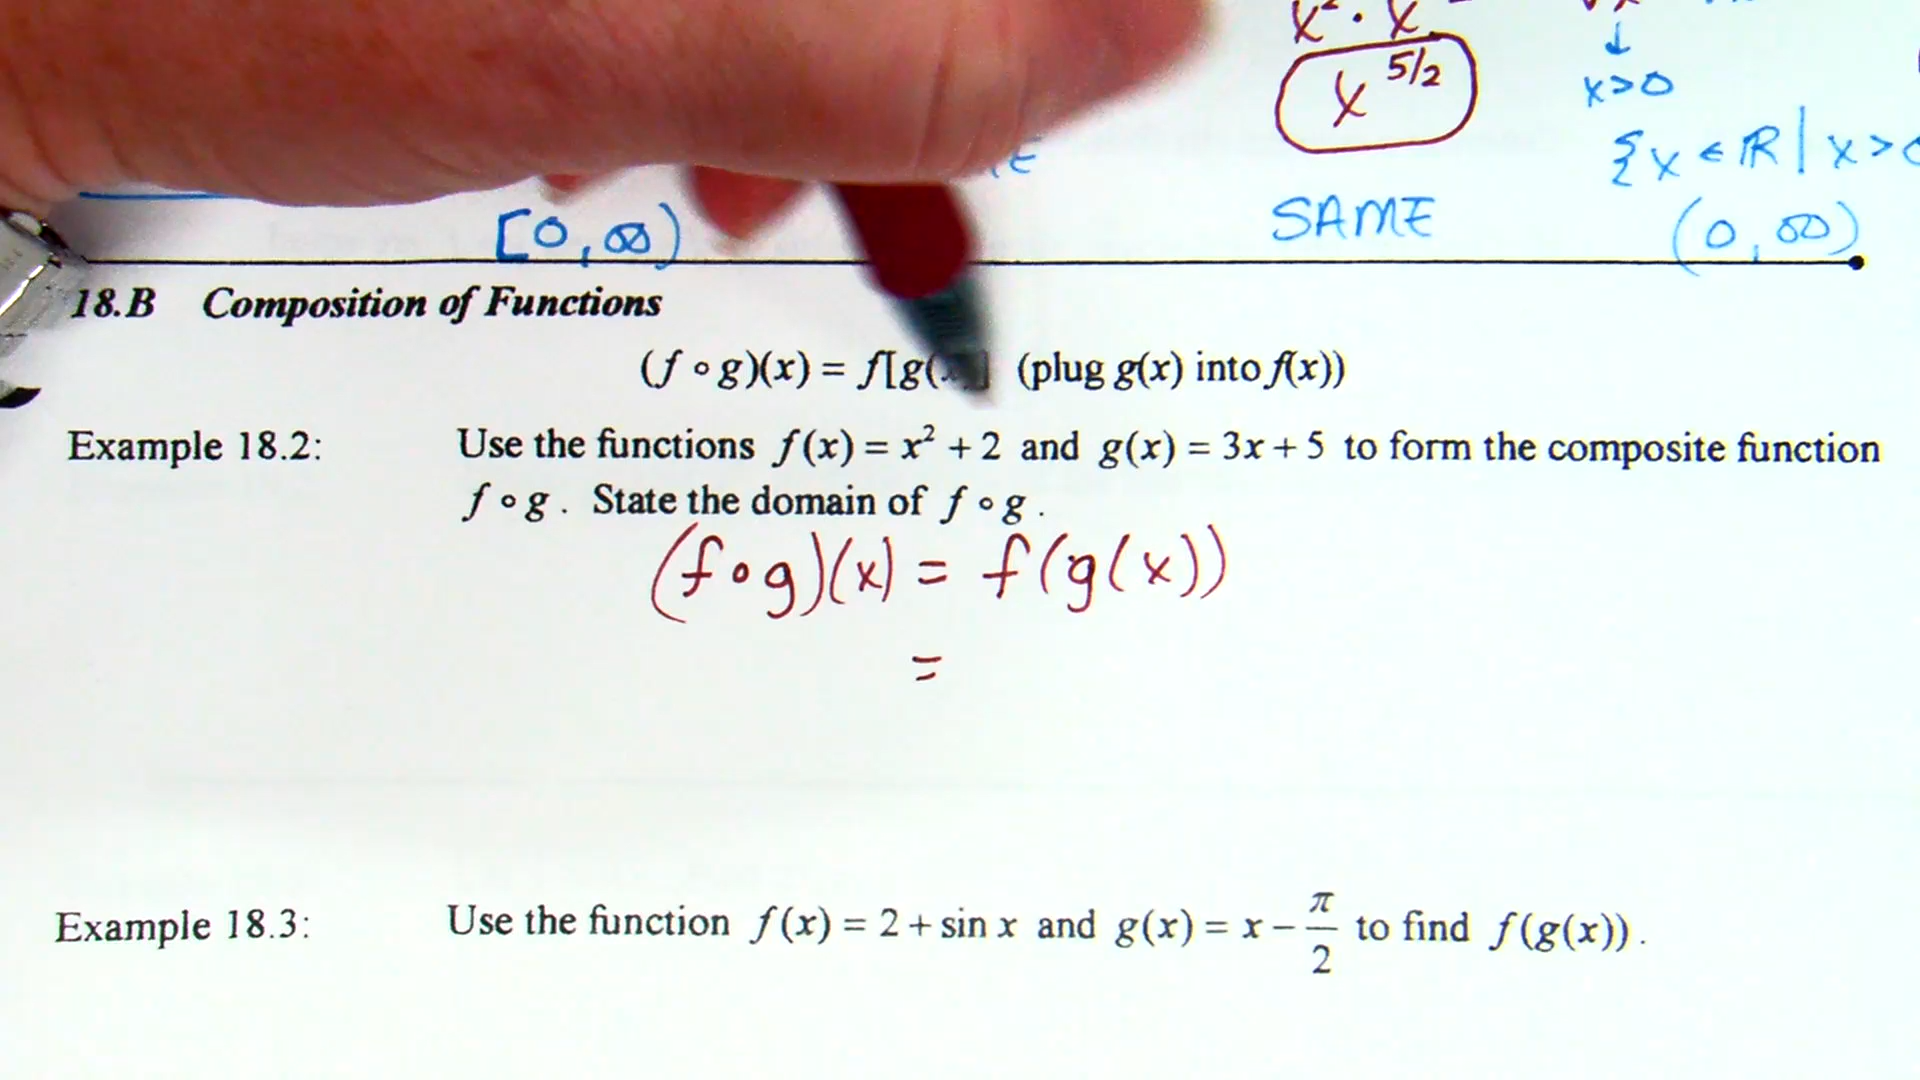 x² · x
x^{5/2}
x>0
{x ∈ ℝ | x >
[0, ∞)
SAME
(0, ∞)
18.B Composition of Functions
(f ∘ g)(x) = f[g( ] (plug g(x) into f(x))
Example 18.2: Use the functions f(x) = x² + 2 and g(x) = 3x + 5 to form the composite function
f ∘ g. State the domain of f ∘ g.
(f∘g)(x) = f(g(x))
=
Example 18.3: Use the function f(x) = 2 + sin x and g(x) = x − π/2 to find f(g(x)).